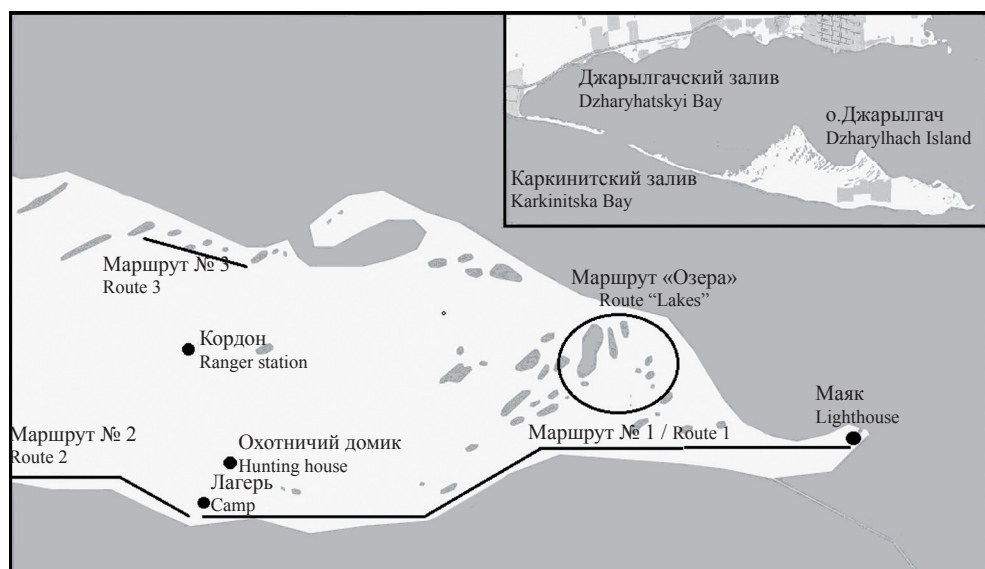 Джарылгачский залив
Dzharyhatskyi Bay
о.Джарылгач
Dzharylhach Island
Каркинитский залив
Karkinitska Bay
Маршрут № 3
Route 3
Маршрут «Озера»
Route “Lakes”
Кордон
Ranger station
Маяк
Lighthouse
Маршрут № 2
Route 2
Охотничий домик
Hunting house
Маршрут № 1 / Route 1
Лагерь
Camp